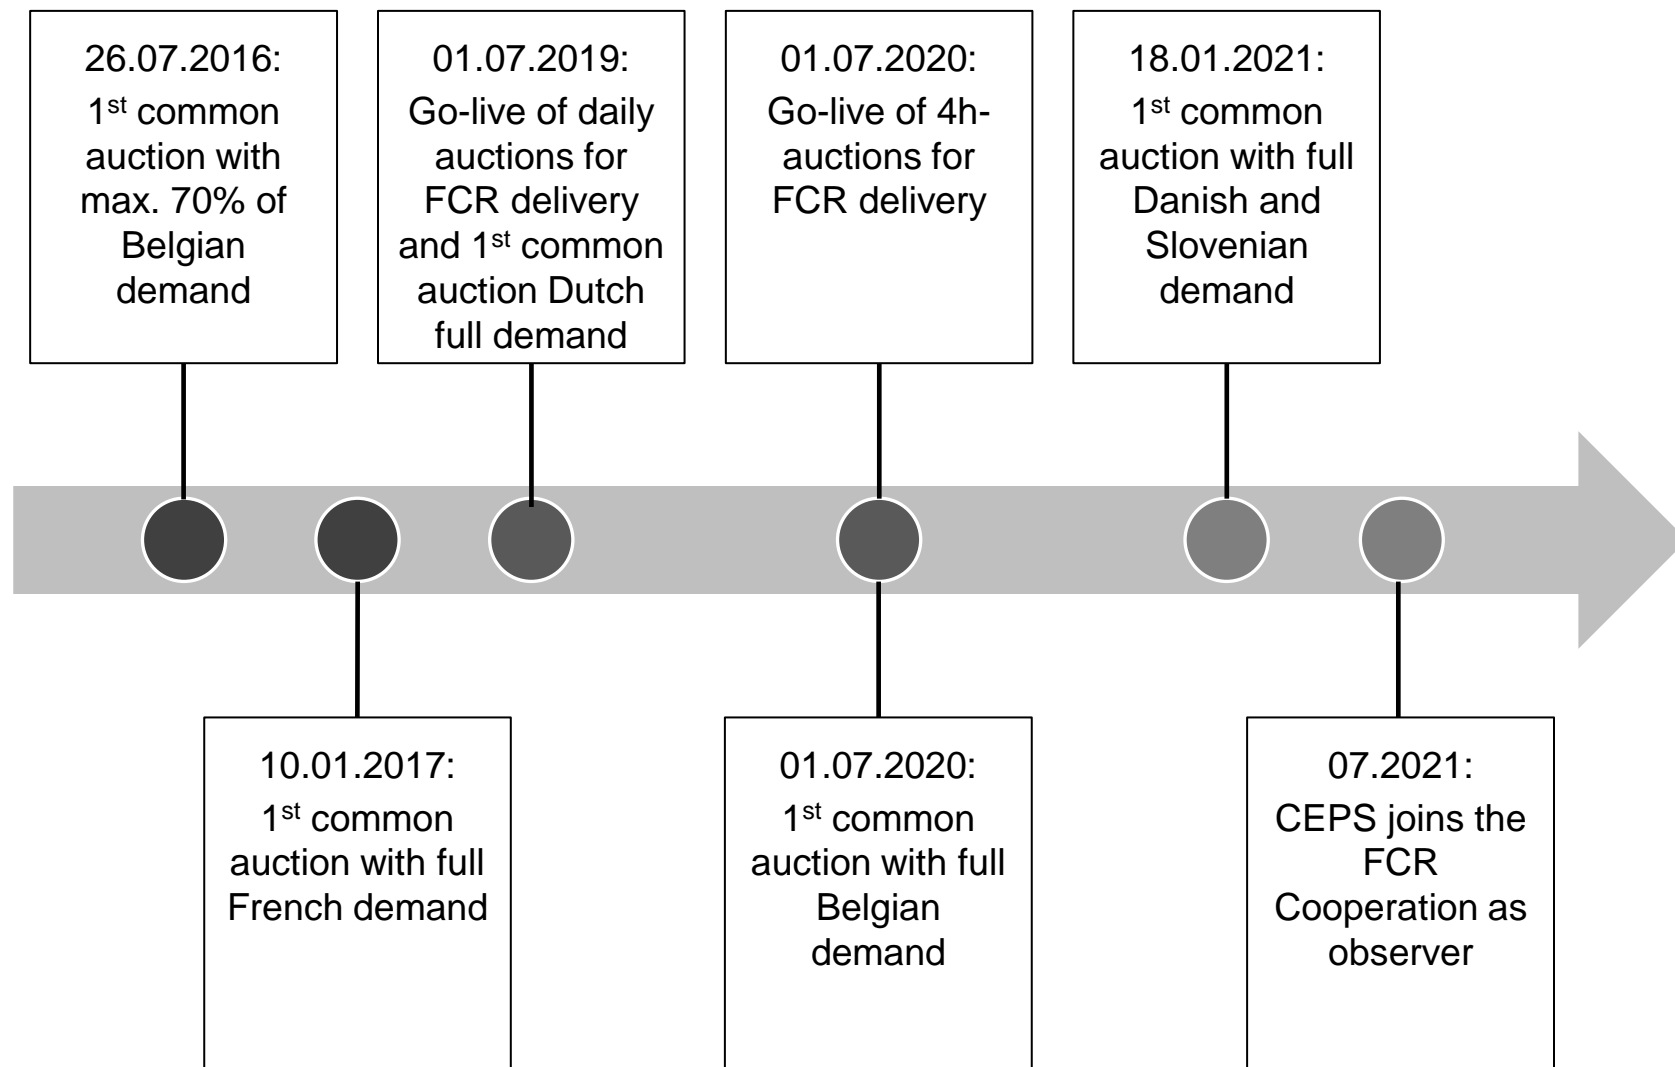 26.07.2016:
1st common
auction with
max. 70% of
Belgian
demand
01.07.2019:
Go-live of daily
auctions for
FCR delivery
and 1st common
auction Dutch
full demand
01.07.2020:
Go-live of 4h-
auctions for
FCR delivery
18.01.2021:
1st common
auction with full
Danish and
Slovenian
demand
10.01.2017:
1st common
auction with full
French demand
01.07.2020:
1st common
auction with full
Belgian
demand
07.2021:
CEPS joins the
FCR
Cooperation as
observer